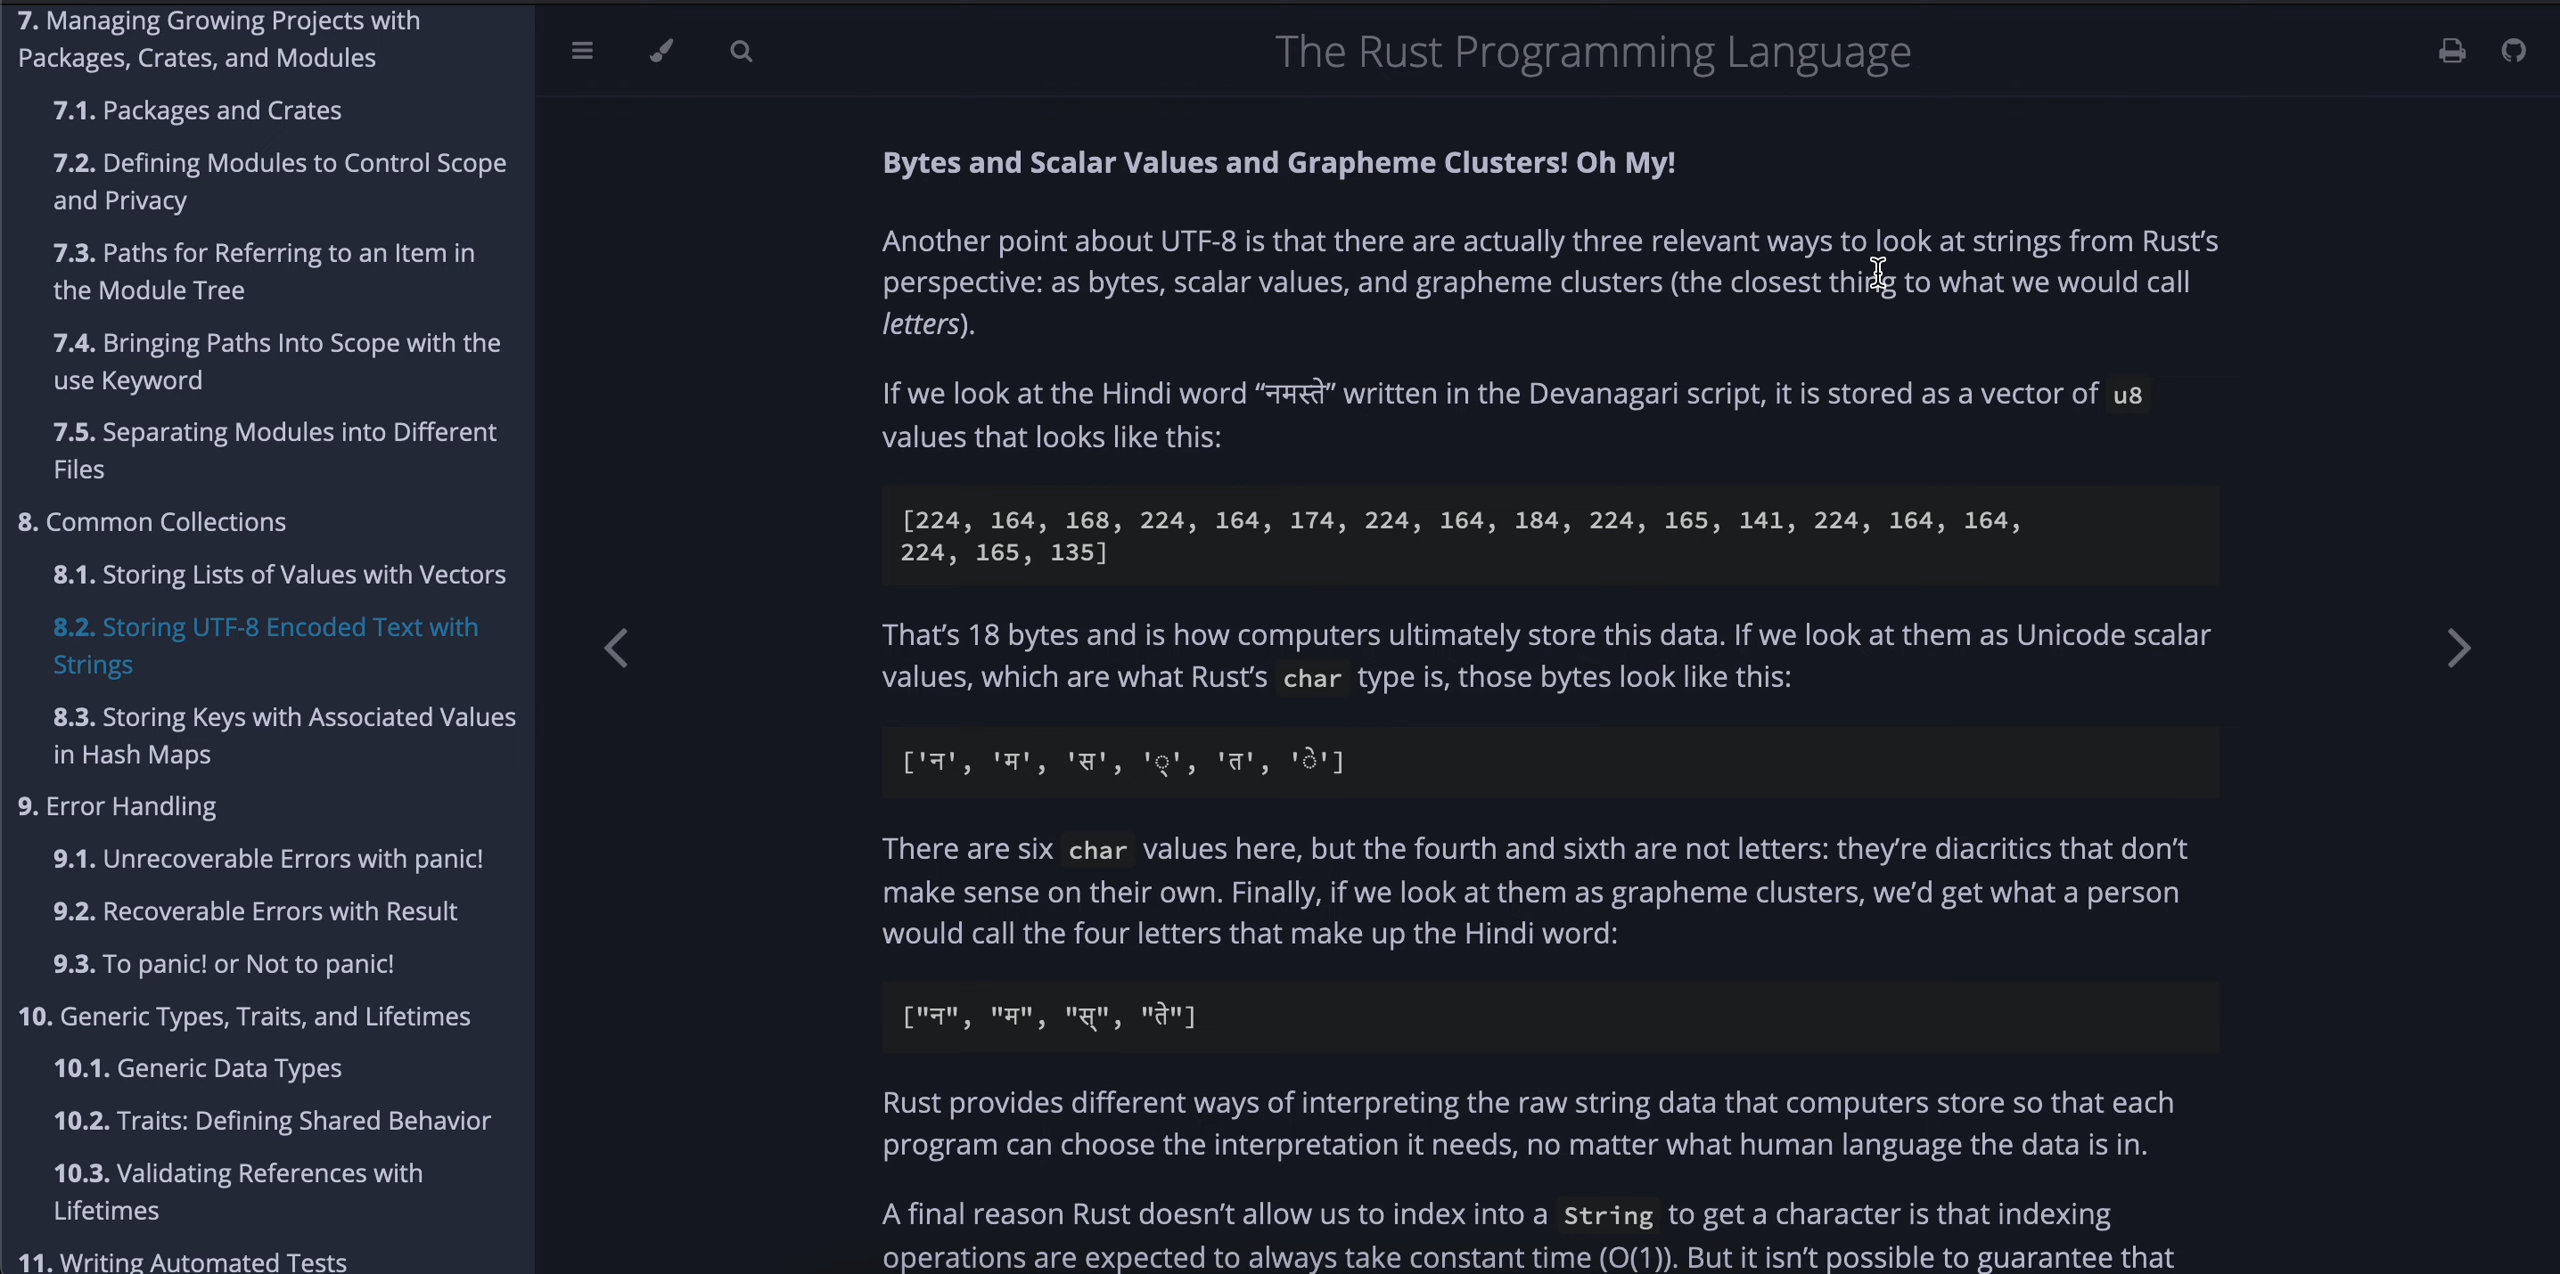 7. Managing Growing Projects with
Packages, Crates, and Modules
7.1. Packages and Crates
7.2. Defining Modules to Control Scope
and Privacy
7.3. Paths for Referring to an Item in
the Module Tree
7.4. Bringing Paths Into Scope with the
use Keyword
7.5. Separating Modules into Different
Files
8. Common Collections
8.1. Storing Lists of Values with Vectors
8.2. Storing UTF-8 Encoded Text with
Strings
8.3. Storing Keys with Associated Values
in Hash Maps
9. Error Handling
9.1. Unrecoverable Errors with panic!
9.2. Recoverable Errors with Result
9.3. To panic! or Not to panic!
10. Generic Types, Traits, and Lifetimes
10.1. Generic Data Types
10.2. Traits: Defining Shared Behavior
10.3. Validating References with
Lifetimes
11. Writing Automated Tests
The Rust Programming Language
Bytes and Scalar Values and Grapheme Clusters! Oh My!
Another point about UTF-8 is that there are actually three relevant ways to look at strings from Rust’s
perspective: as bytes, scalar values, and grapheme clusters (the closest thing to what we would call
letters).
If we look at the Hindi word “नमस्ते” written in the Devanagari script, it is stored as a vector of u8
values that looks like this:
[224, 164, 168, 224, 164, 174, 224, 164, 184, 224, 165, 141, 224, 164, 164,
224, 165, 135]
That’s 18 bytes and is how computers ultimately store this data. If we look at them as Unicode scalar
values, which are what Rust’s char type is, those bytes look like this:
['न', 'म', 'स', '्', 'त', 'े']
There are six char values here, but the fourth and sixth are not letters: they’re diacritics that don’t
make sense on their own. Finally, if we look at them as grapheme clusters, we’d get what a person
would call the four letters that make up the Hindi word:
["न", "म", "स्", "ते"]
Rust provides different ways of interpreting the raw string data that computers store so that each
program can choose the interpretation it needs, no matter what human language the data is in.
A final reason Rust doesn’t allow us to index into a String to get a character is that indexing
operations are expected to always take constant time (O(1)). But it isn’t possible to guarantee that